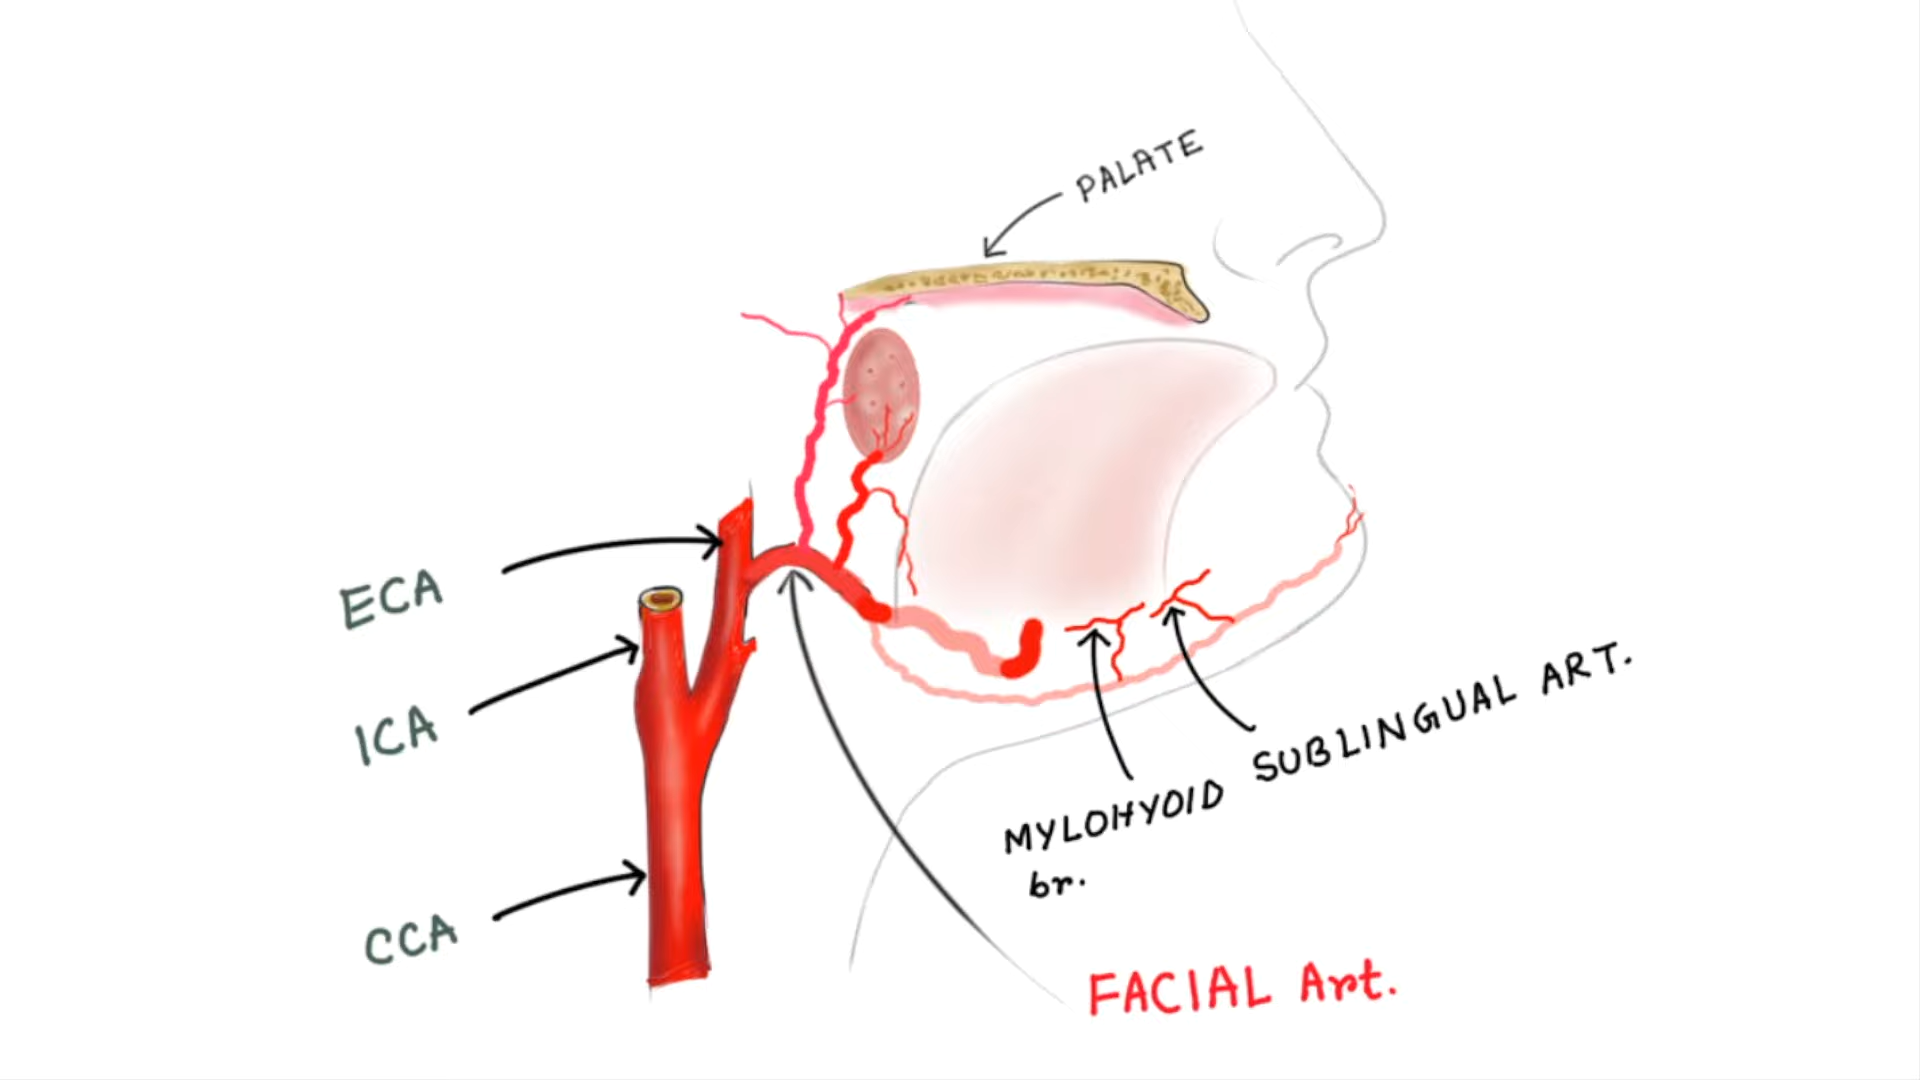 PALATE
ECA
ICA
SUBLINGUAL ART.
MYLOHYOID
br.
CCA
FACIAL Art.